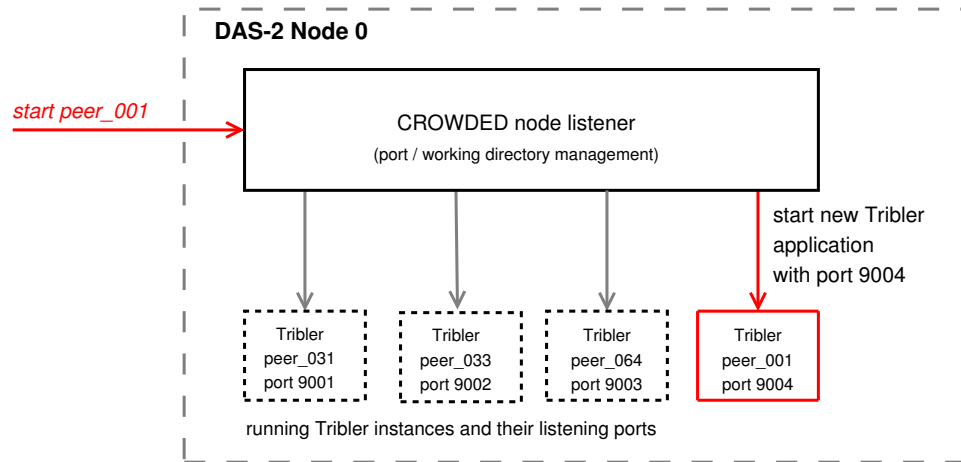 DAS-2 Node 0
start peer_001
CROWDED node listener
(port / working directory management)
start new Tribler
application
with port 9004
Tribler
peer_031
port 9001
Tribler
peer_033
port 9002
Tribler
peer_064
port 9003
Tribler
peer_001
port 9004
running Tribler instances and their listening ports